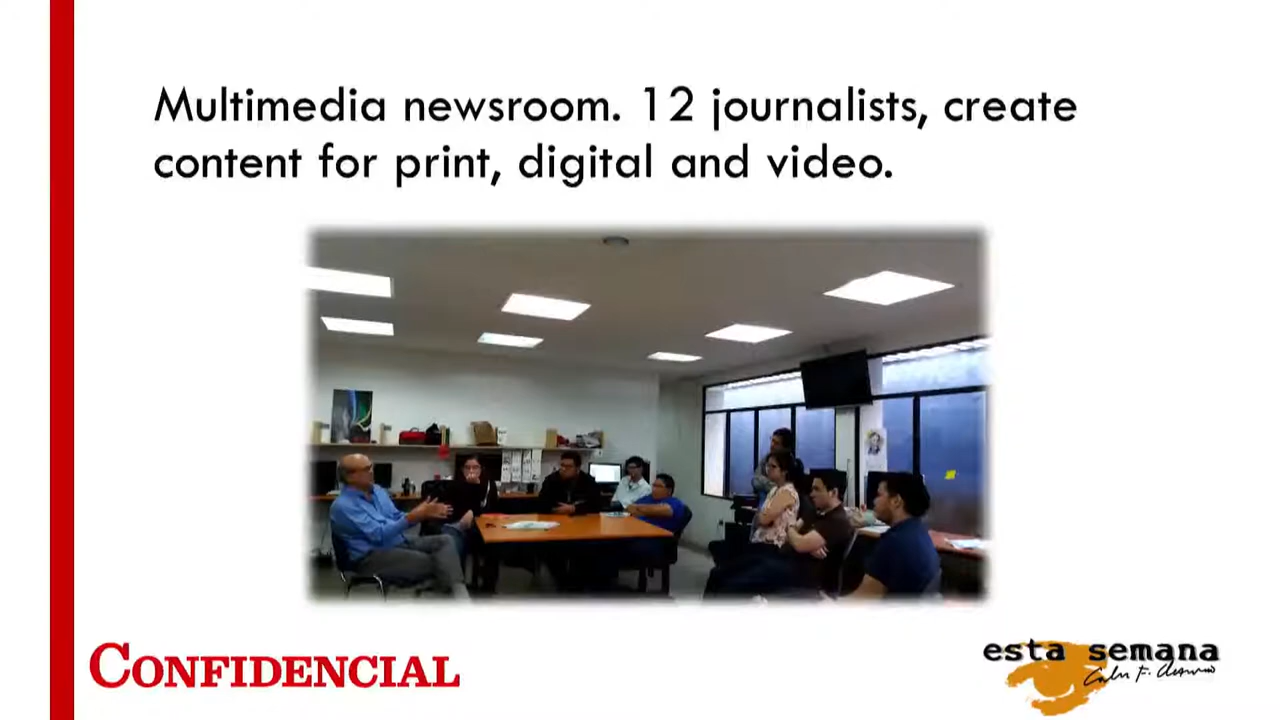 Multimedia newsroom. 12 journalists, create
content for print, digital and video.
CONFIDENCIAL
esta semana